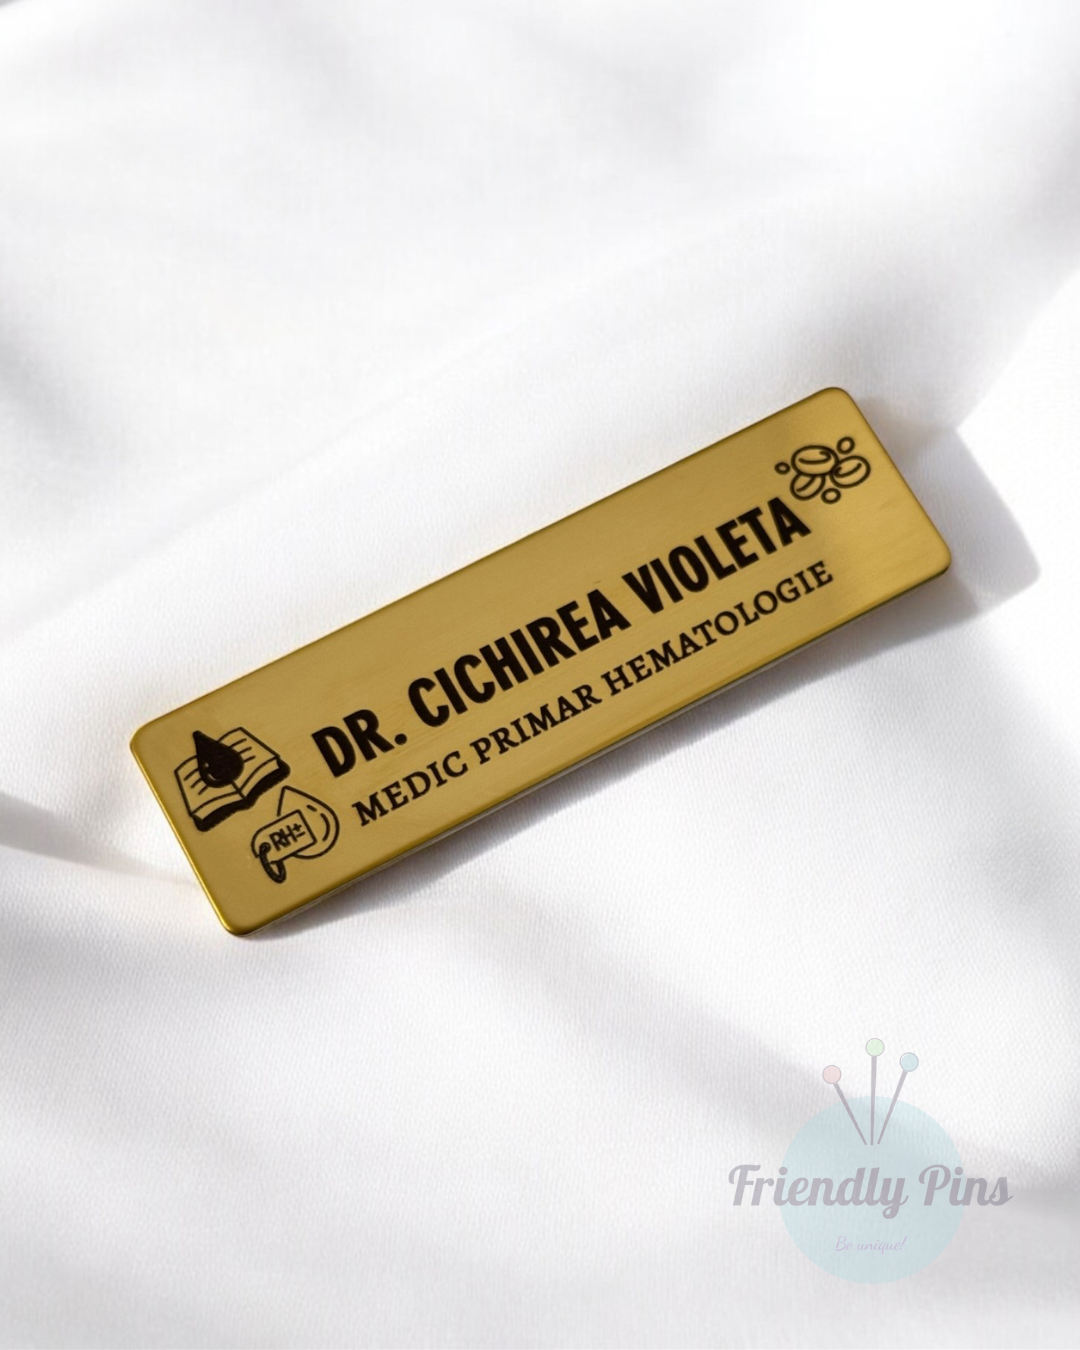 DR. CICHIREA VIOLETA
MEDIC PRIMAR HEMATOLOGIE
RH±
Friendly Pins
Be unique!